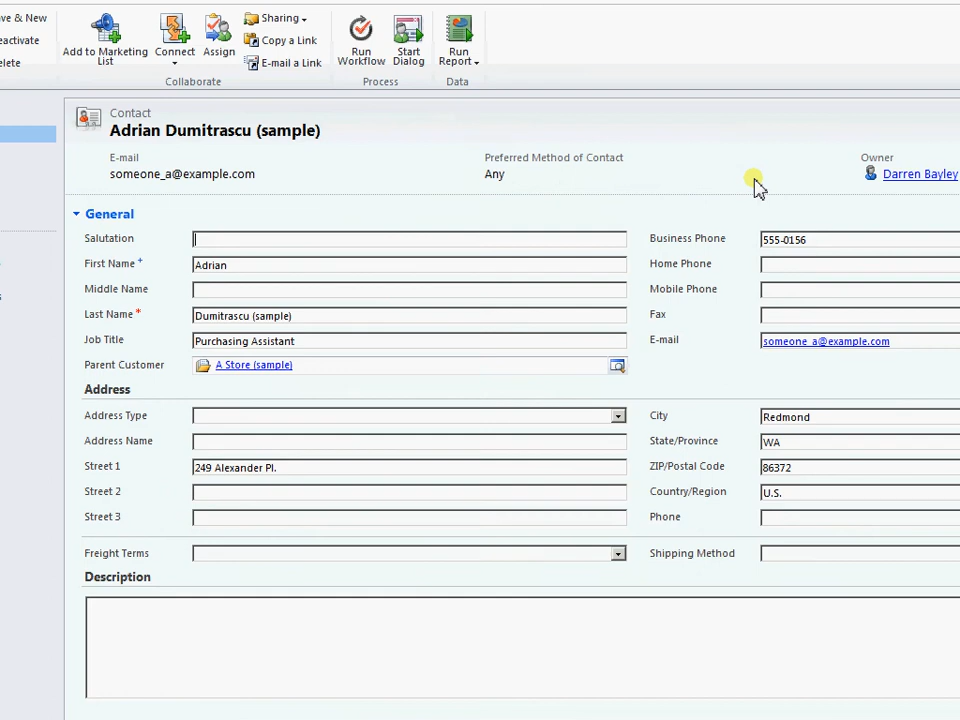 ve & New
eactivate
elete
Add to Marketing List
Connect
Assign
Sharing
Copy a Link
E-mail a Link
Collaborate
Run Workflow
Start Dialog
Process
Run Report
Data
Contact
Adrian Dumitrascu (sample)
E-mail
someone_a@example.com
Preferred Method of Contact
Any
Owner
Darren Bayley
General
Salutation
Business Phone 555-0156
First Name + Adrian
Home Phone
Middle Name
Mobile Phone
Last Name * Dumitrascu (sample)
Fax
Job Title Purchasing Assistant
E-mail someone_a@example.com
Parent Customer A Store (sample)
Address
Address Type
City Redmond
Address Name
State/Province WA
Street 1 249 Alexander Pl.
ZIP/Postal Code 86372
Street 2
Country/Region U.S.
Street 3
Phone
Freight Terms
Shipping Method
Description